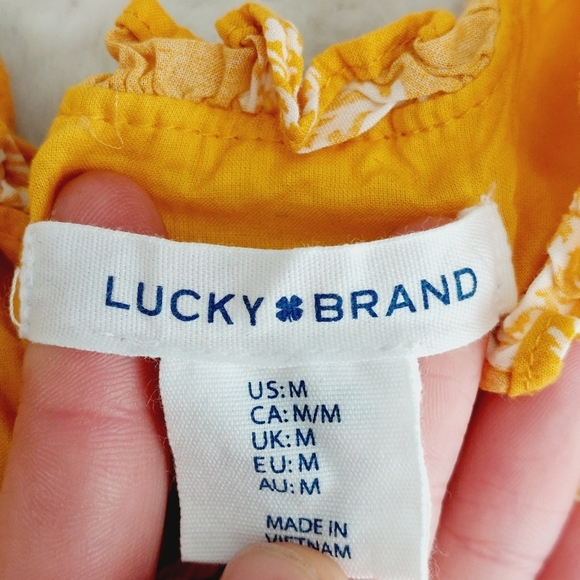 LUCKY BRAND
US: M
CA: M/M
UK: M
EU: M
AU: M
MADE IN
VIETNAM